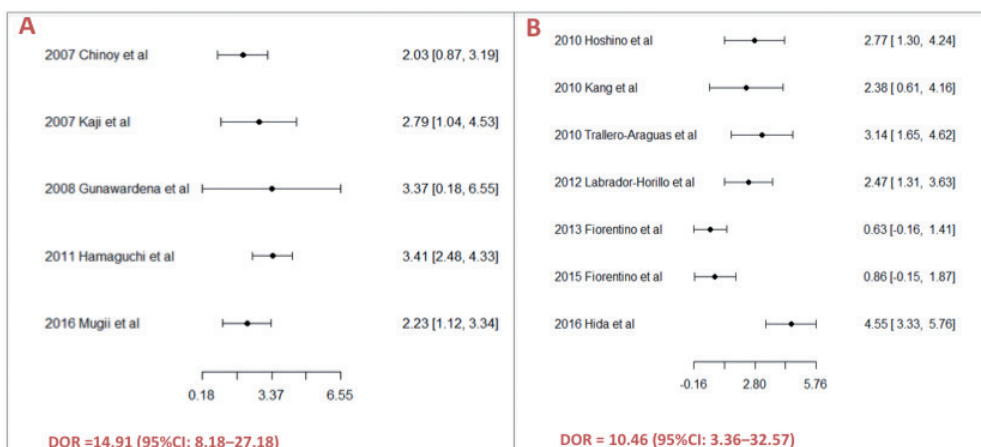 A
2007 Chinoy et al 2.03 [0.87, 3.19]
2007 Kaji et al 2.79 [1.04, 4.53]
2008 Gunawardena et al 3.37 [0.18, 6.55]
2011 Hamaguchi et al 3.41 [2.48, 4.33]
2016 Mugii et al 2.23 [1.12, 3.34]
0.18 3.37 6.55
DOR =14.91 (95%CI: 8.18–27.18)
B
2010 Hoshino et al 2.77 [ 1.30, 4.24]
2010 Kang et al 2.38 [0.61, 4.16]
2010 Trallero-Araguas et al 3.14 [1.65, 4.62]
2012 Labrador-Horillo et al 2.47 [ 1.31, 3.63]
2013 Fiorentino et al 0.63 [-0.16, 1.41]
2015 Fiorentino et al 0.86 [-0.15, 1.87]
2016 Hida et al 4.55 [ 3.33, 5.76]
-0.16 2.80 5.76
DOR = 10.46 (95%CI: 3.36–32.57)